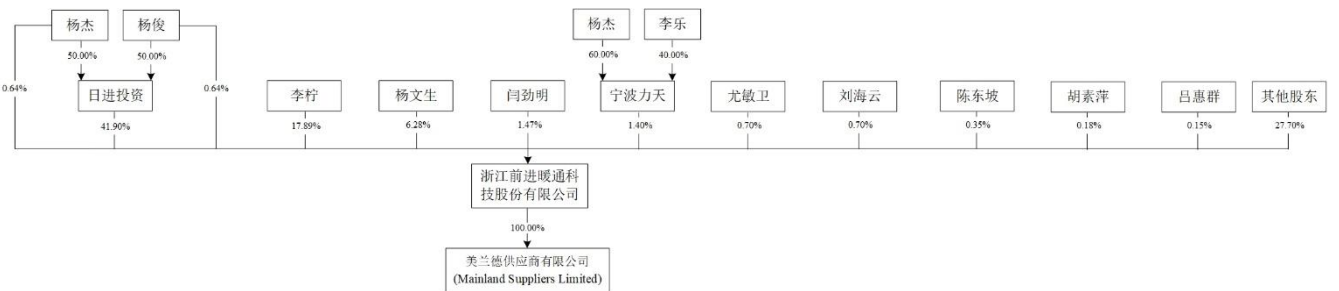 杨杰
杨俊
杨杰
李乐
50.00%
50.00%
60.00%
40.00%
0.64%
0.64%
日进投资
李柠
杨文生
闫劲明
宁波力天
尤敏卫
刘海云
陈东坡
胡素萍
吕惠群
其他股东
41.90%
17.89%
6.28%
1.47%
1.40%
0.70%
0.70%
0.35%
0.18%
0.15%
27.70%
浙江前进暖通科
技股份有限公司
100.00%
美兰德供应商有限公司
(Mainland Suppliers Limited)